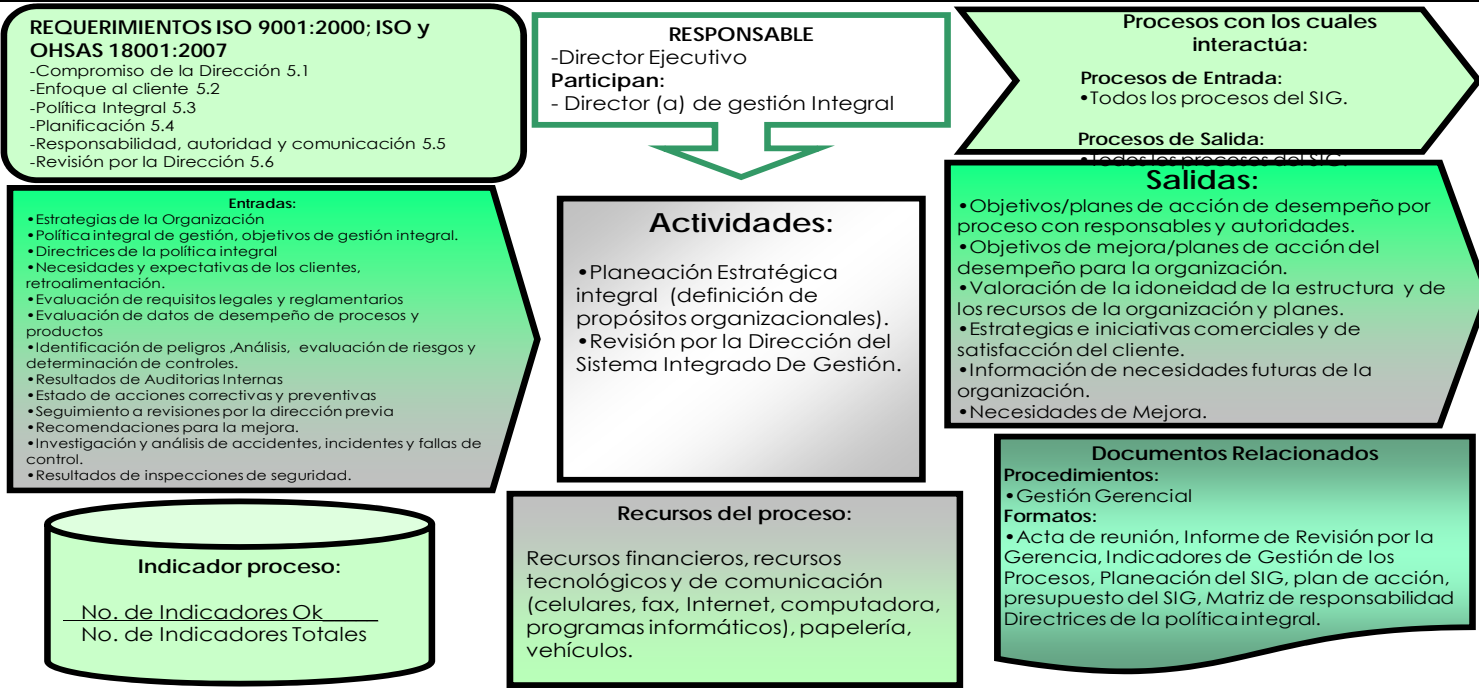 REQUERIMIENTOS ISO 9001:2000; ISO y
OHSAS 18001:2007
-Compromiso de la Dirección 5.1
-Enfoque al cliente 5.2
-Política Integral 5.3
-Planificación 5.4
-Responsabilidad, autoridad y comunicación 5.5
-Revisión por la Dirección 5.6
RESPONSABLE
-Director Ejecutivo
Participan:
- Director (a) de gestión Integral
Procesos con los cuales
interactúa:
Procesos de Entrada:
•Todos los procesos del SIG.
Procesos de Salida:
•Todos los procesos del SIG.
Entradas:
•Estrategias de la Organización
•Política integral de gestión, objetivos de gestión integral.
•Directrices de la política integral
•Necesidades y expectativas de los clientes,
retroalimentación.
•Evaluación de requisitos legales y reglamentarios
•Evaluación de datos de desempeño de procesos y
productos
•Identificación de peligros ,Análisis, evaluación de riesgos y
determinación de controles.
•Resultados de Auditorias Internas
•Estado de acciones correctivas y preventivas
•Seguimiento a revisiones por la dirección previa
•Recomendaciones para la mejora.
•Investigación y análisis de accidentes, incidentes y fallas de
control.
•Resultados de inspecciones de seguridad.
Actividades:
•Planeación Estratégica
integral (definición de
propósitos organizacionales).
•Revisión por la Dirección del
Sistema Integrado De Gestión.
Salidas:
•Objetivos/planes de acción de desempeño por
proceso con responsables y autoridades.
•Objetivos de mejora/planes de acción del
desempeño para la organización.
•Valoración de la idoneidad de la estructura y de
los recursos de la organización y planes.
•Estrategias e iniciativas comerciales y de
satisfacción del cliente.
•Información de necesidades futuras de la
organización.
•Necesidades de Mejora.
Indicador proceso:
No. de Indicadores Ok
No. de Indicadores Totales
Recursos del proceso:
Recursos financieros, recursos
tecnológicos y de comunicación
(celulares, fax, Internet, computadora,
programas informáticos), papelería,
vehículos.
Documentos Relacionados
Procedimientos:
•Gestión Gerencial
Formatos:
•Acta de reunión, Informe de Revisión por la
Gerencia, Indicadores de Gestión de los
Procesos, Planeación del SIG, plan de acción,
presupuesto del SIG, Matriz de responsabilidad
Directrices de la política integral.